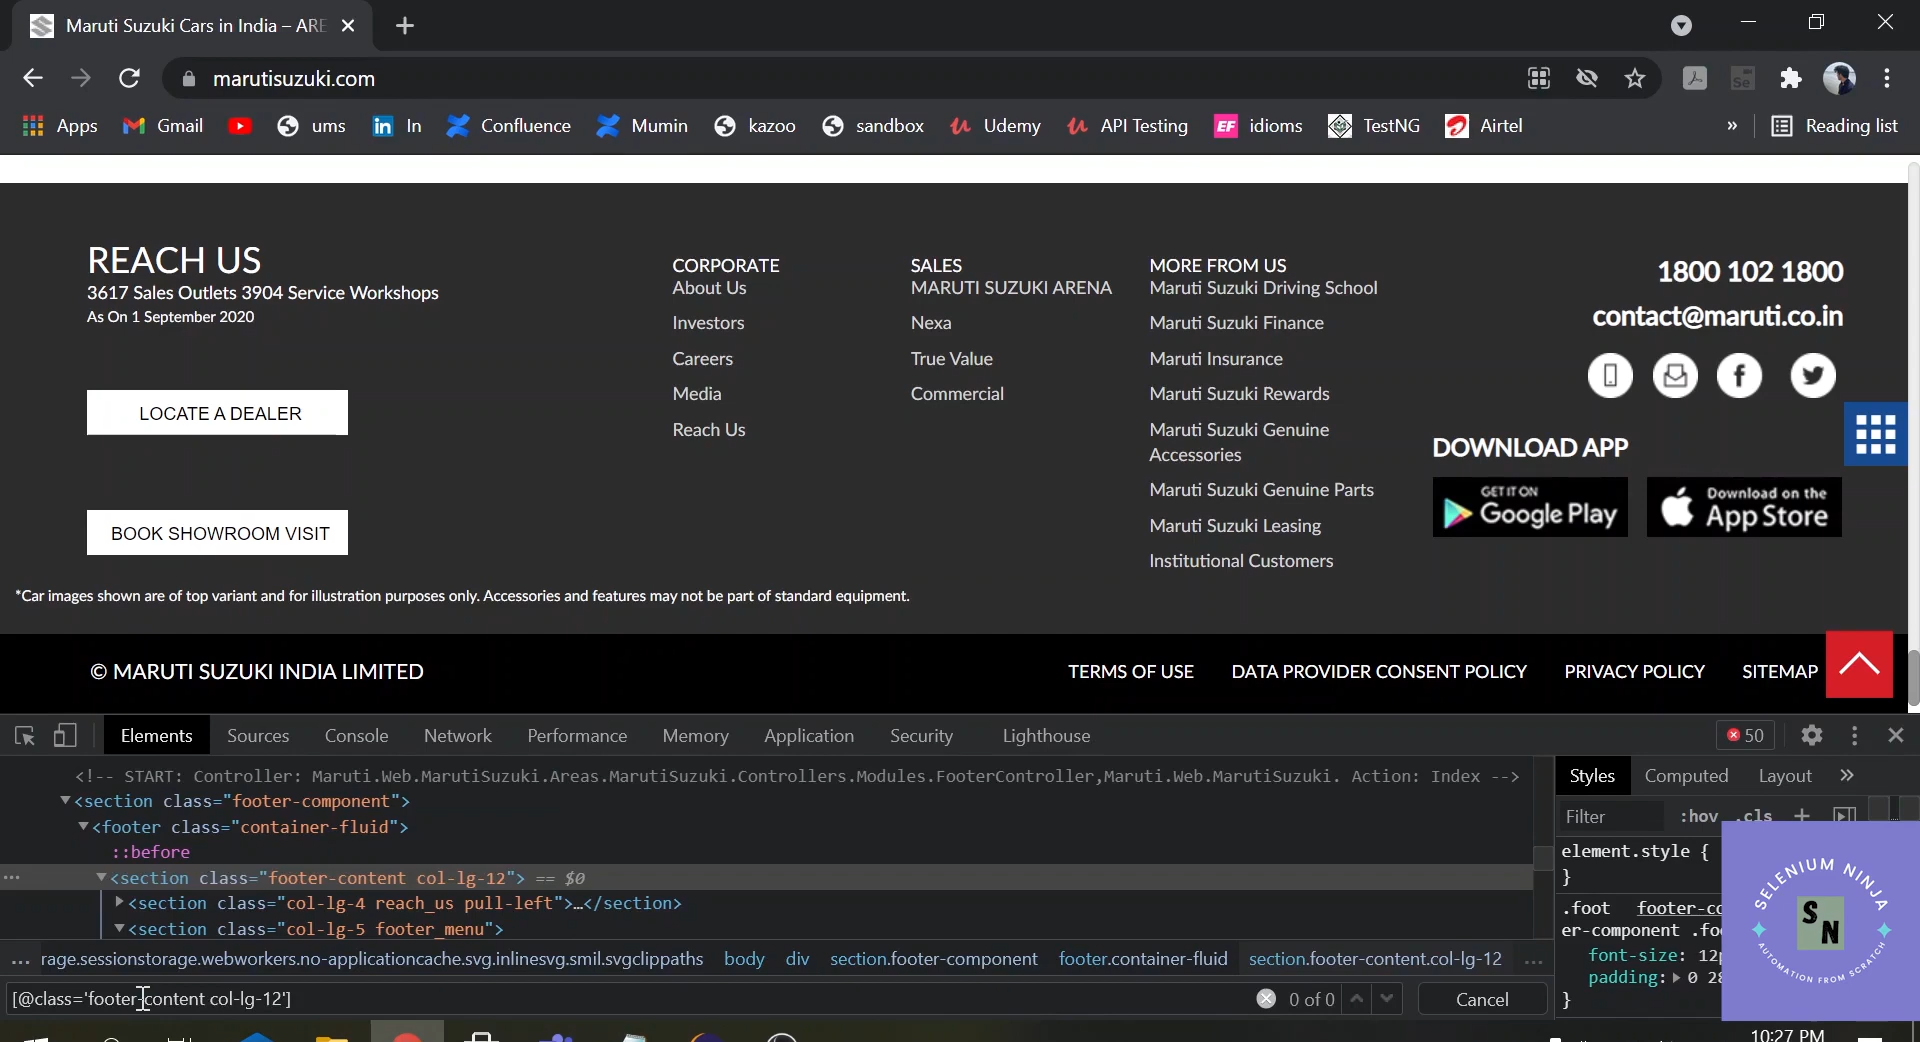 Maruti Suzuki Cars in India – ARE
marutisuzuki.com
Apps Gmail ums in In Confluence Mumin kazoo sandbox Udemy API Testing EF idioms TestNG Airtel » Reading list
REACH US
3617 Sales Outlets 3904 Service Workshops
As On 1 September 2020
LOCATE A DEALER
BOOK SHOWROOM VISIT
CORPORATE
About Us
Investors
Careers
Media
Reach Us
SALES
MARUTI SUZUKI ARENA
Nexa
True Value
Commercial
MORE FROM US
Maruti Suzuki Driving School
Maruti Suzuki Finance
Maruti Insurance
Maruti Suzuki Rewards
Maruti Suzuki Genuine
Accessories
Maruti Suzuki Genuine Parts
Maruti Suzuki Leasing
Institutional Customers
1800 102 1800
contact@maruti.co.in
DOWNLOAD APP
GET IT ON
Google Play
Download on the
App Store
*Car images shown are of top variant and for illustration purposes only. Accessories and features may not be part of standard equipment.
© MARUTI SUZUKI INDIA LIMITED
TERMS OF USE DATA PROVIDER CONSENT POLICY PRIVACY POLICY SITEMAP
Elements Sources Console Network Performance Memory Application Security Lighthouse 50
<!-- START: Controller: Maruti.Web.MarutiSuzuki.Areas.MarutiSuzuki.Controllers.Modules.FooterController,Maruti.Web.MarutiSuzuki. Action: Index -->
<section class="footer-component">
<footer class="container-fluid">
::before
<section class="footer-content col-lg-12"> == $0
<section class="col-lg-4 reach_us pull-left">…</section>
<section class="col-lg-5 footer_menu">
... rage.sessionstorage.webworkers.no-applicationcache.svg.inlinesvg.smil.svgclippaths body div section.footer-component footer.container-fluid section.footer-content.col-lg-12 ...
[@class='footer-content col-lg-12'] 0 of 0 Cancel
Styles Computed Layout »
Filter :hov .cls +
element.style {
}
.foot footer-co
er-component .foo
font-size: 12p
padding: 0 28
}
SELENIUM NINJA
S N
AUTOMATION FROM SCRATCH
10:27 PM